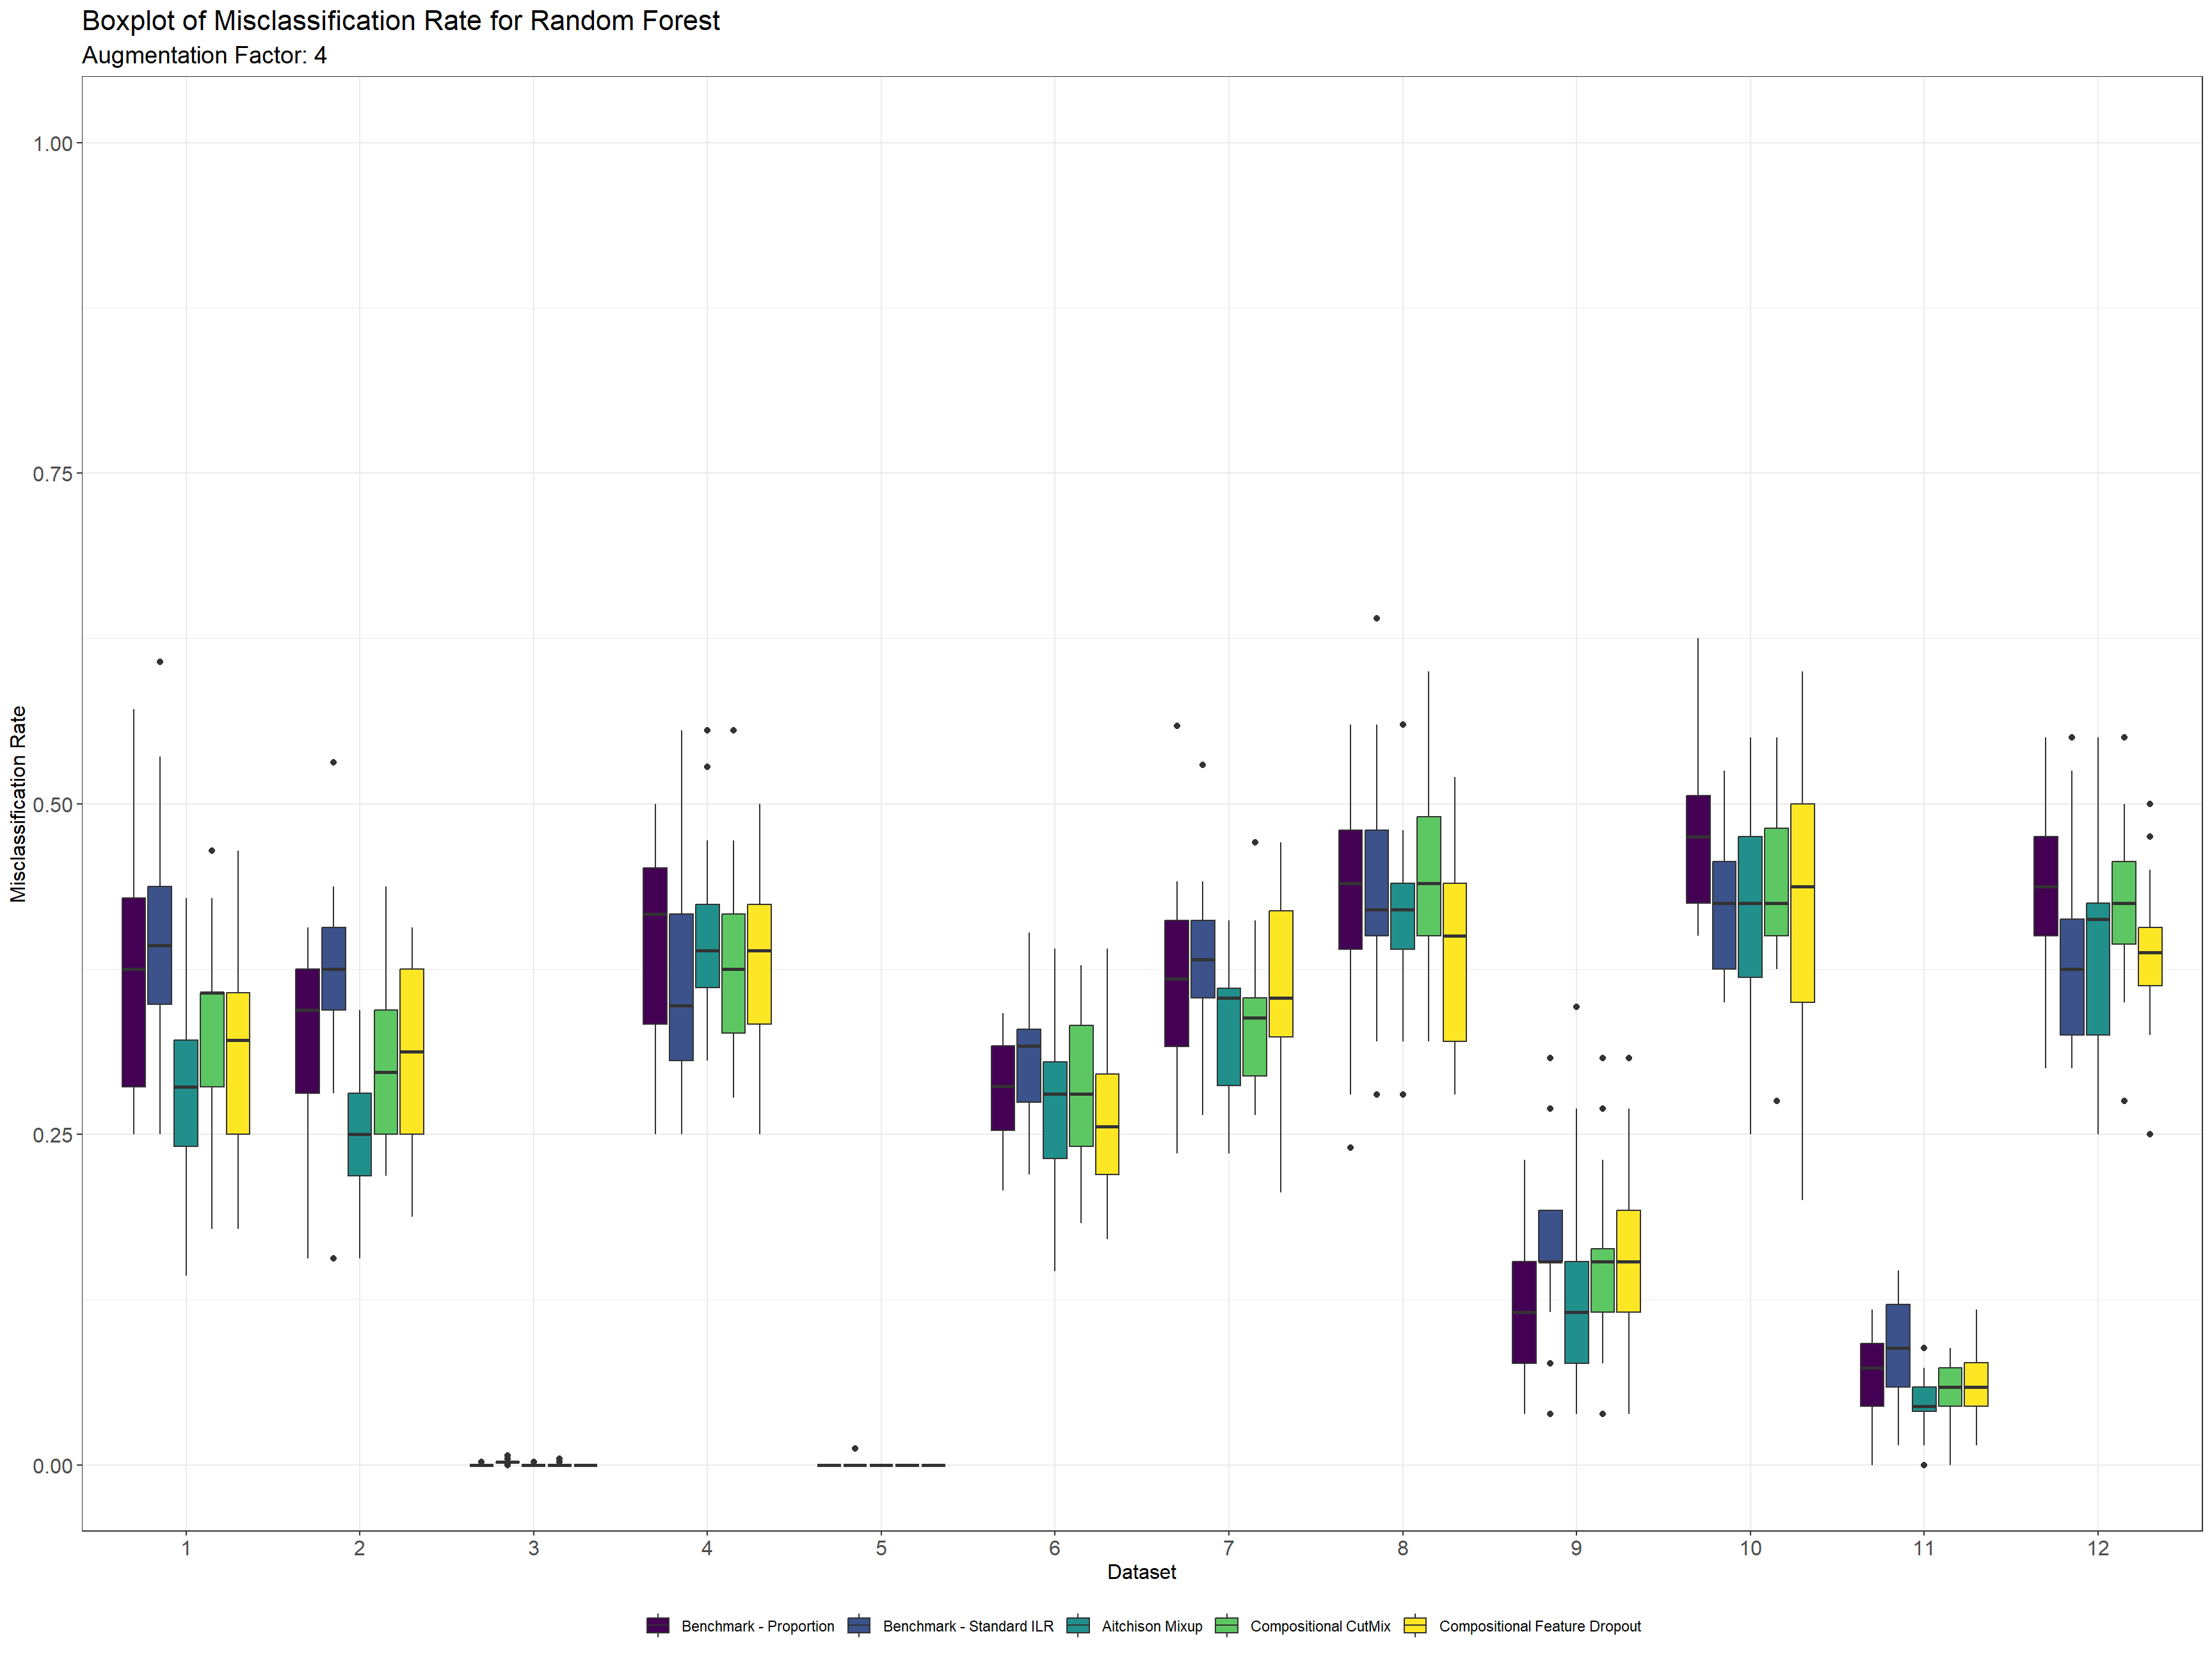 Boxplot of Misclassification Rate for Random Forest
Augmentation Factor: 4
1.00
0.75
0.50
0.25
0.00
Misclassification Rate
1 2 3 4 5 6 7 8 9 10 11 12
Dataset
Benchmark - Proportion Benchmark - Standard ILR Aitchison Mixup Compositional CutMix Compositional Feature Dropout